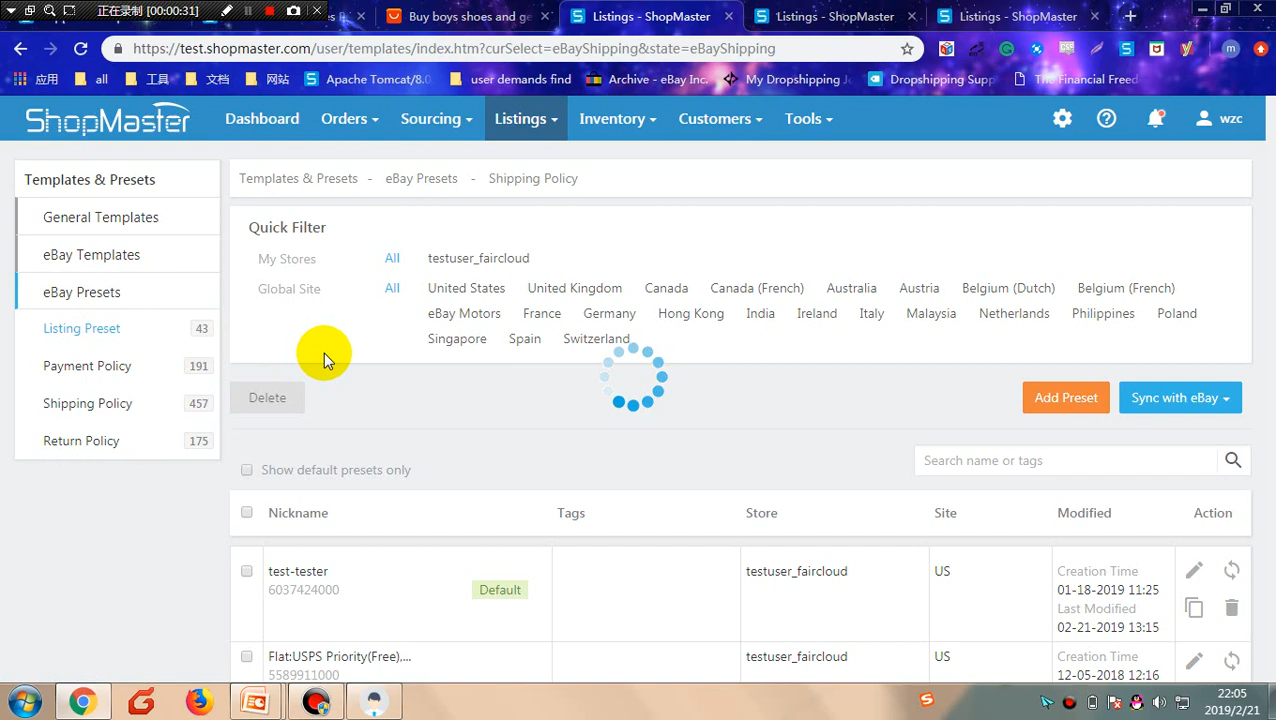 正在录制 [00:00:31]
Buy boys shoes and ge
Listings - ShopMaster
Listings - ShopMaster
Listings - ShopMaster
https://test.shopmaster.com/user/templates/index.htm?curSelect=eBayShipping&state=eBayShipping
应用 all 工具 文档 网站 Apache Tomcat/8.0 user demands find Archive - eBay Inc. My Dropshipping Dropshipping Supp The Financial Freed
ShopMaster Dashboard Orders Sourcing Listings Inventory Customers Tools wzc
Templates & Presets
General Templates
eBay Templates
eBay Presets
Listing Preset 43
Payment Policy 191
Shipping Policy 457
Return Policy 175
Templates & Presets - eBay Presets - Shipping Policy
Quick Filter
My Stores All testuser_faircloud
Global Site All United States United Kingdom Canada Canada (French) Australia Austria Belgium (Dutch) Belgium (French)
eBay Motors France Germany Hong Kong India Ireland Italy Malaysia Netherlands Philippines Poland
Singapore Spain Switzerland
Delete Add Preset Sync with eBay
Show default presets only Search name or tags
Nickname Tags Store Site Modified Action
test-tester testuser_faircloud US Creation Time
6037424000 Default 01-18-2019 11:25
Last Modified
02-21-2019 13:15
Flat:USPS Priority(Free),... testuser_faircloud US Creation Time
5589911000 12-05-2018 12:16
22:05
2019/2/21